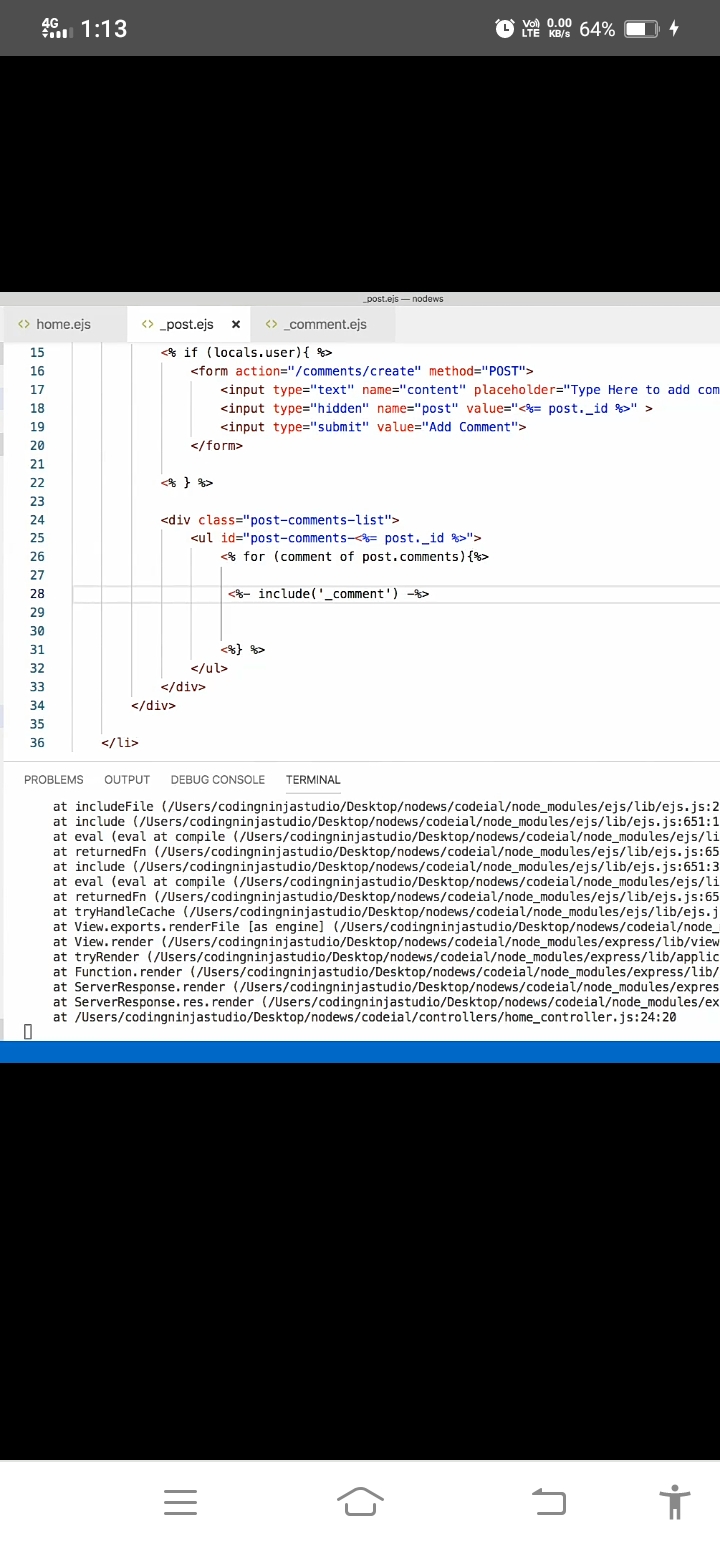 4G 1:13 Vo) LTE 0.00 KB/s 64%
_post.ejs — nodews
<> home.ejs <> _post.ejs × <> _comment.ejs
15 <% if (locals.user){ %>
16 <form action="/comments/create" method="POST">
17 <input type="text" name="content" placeholder="Type Here to add com
18 <input type="hidden" name="post" value="<%= post._id %>" >
19 <input type="submit" value="Add Comment">
20 </form>
21
22 <% } %>
23
24 <div class="post-comments-list">
25 <ul id="post-comments-<%= post._id %>">
26 <% for (comment of post.comments){%>
27
28 <%- include('_comment') -%>
29
30
31 <%} %>
32 </ul>
33 </div>
34 </div>
35
36 </li>
PROBLEMS OUTPUT DEBUG CONSOLE TERMINAL
at includeFile (/Users/codingninjastudio/Desktop/nodews/codeial/node_modules/ejs/lib/ejs.js:2
at include (/Users/codingninjastudio/Desktop/nodews/codeial/node_modules/ejs/lib/ejs.js:651:1
at eval (eval at compile (/Users/codingninjastudio/Desktop/nodews/codeial/node_modules/ejs/li
at returnedFn (/Users/codingninjastudio/Desktop/nodews/codeial/node_modules/ejs/lib/ejs.js:65
at include (/Users/codingninjastudio/Desktop/nodews/codeial/node_modules/ejs/lib/ejs.js:651:3
at eval (eval at compile (/Users/codingninjastudio/Desktop/nodews/codeial/node_modules/ejs/li
at returnedFn (/Users/codingninjastudio/Desktop/nodews/codeial/node_modules/ejs/lib/ejs.js:65
at tryHandleCache (/Users/codingninjastudio/Desktop/nodews/codeial/node_modules/ejs/lib/ejs.j
at View.exports.renderFile [as engine] (/Users/codingninjastudio/Desktop/nodews/codeial/node_
at View.render (/Users/codingninjastudio/Desktop/nodews/codeial/node_modules/express/lib/view
at tryRender (/Users/codingninjastudio/Desktop/nodews/codeial/node_modules/express/lib/applic
at Function.render (/Users/codingninjastudio/Desktop/nodews/codeial/node_modules/express/lib/
at ServerResponse.render (/Users/codingninjastudio/Desktop/nodews/codeial/node_modules/expres
at ServerResponse.res.render (/Users/codingninjastudio/Desktop/nodews/codeial/node_modules/ex
at /Users/codingninjastudio/Desktop/nodews/codeial/controllers/home_controller.js:24:20